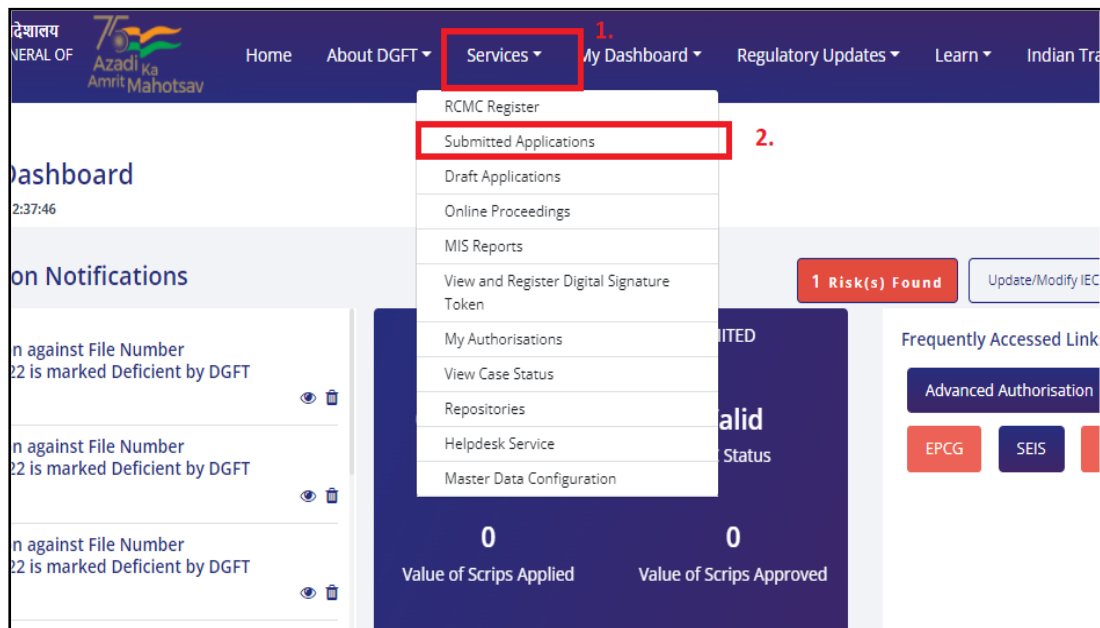 देशालय
NERAL OF
75
Azadi Ka
Amrit Mahotsav
Home
About DGFT
Services
1.
My Dashboard
Regulatory Updates
Learn
Indian Tra
RCMC Register
Submitted Applications
2.
Draft Applications
Online Proceedings
MIS Reports
View and Register Digital Signature
Token
My Authorisations
View Case Status
Repositories
Helpdesk Service
Master Data Configuration
Dashboard
2:37:46
on Notifications
1 Risk(s) Found
Update/Modify IEC
n against File Number
22 is marked Deficient by DGFT
n against File Number
22 is marked Deficient by DGFT
n against File Number
22 is marked Deficient by DGFT
ITED
alid
Status
0
Value of Scrips Applied
0
Value of Scrips Approved
Frequently Accessed Link
Advanced Authorisation
EPCG
SEIS